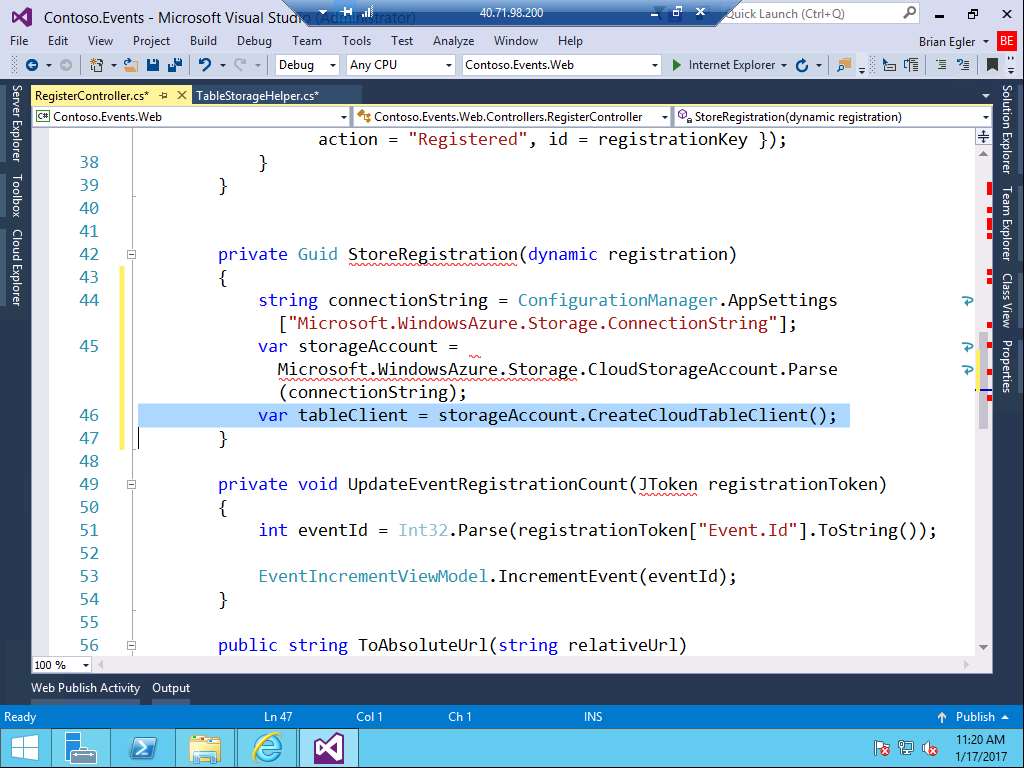 Contoso.Events - Microsoft Visual Studio (Administrator)
40.71.98.200
Quick Launch (Ctrl+Q)
File Edit View Project Build Debug Team Tools Test Analyze Window Help
Brian Egler BE
Debug Any CPU Contoso.Events.Web Internet Explorer
RegisterController.cs* TableStorageHelper.cs*
C# Contoso.Events.Web Contoso.Events.Web.Controllers.RegisterController StoreRegistration(dynamic registration)
Server Explorer
Toolbox
Cloud Explorer
action = "Registered", id = registrationKey });
38 }
39 }
40
41
42 private Guid StoreRegistration(dynamic registration)
43 {
44 string connectionString = ConfigurationManager.AppSettings
["Microsoft.WindowsAzure.Storage.ConnectionString"];
45 var storageAccount =
Microsoft.WindowsAzure.Storage.CloudStorageAccount.Parse
(connectionString);
46 var tableClient = storageAccount.CreateCloudTableClient();
47 }
48
49 private void UpdateEventRegistrationCount(JToken registrationToken)
50 {
51 int eventId = Int32.Parse(registrationToken["Event.Id"].ToString());
52
53 EventIncrementViewModel.IncrementEvent(eventId);
54 }
55
56 public string ToAbsoluteUrl(string relativeUrl)
Solution Explorer
Team Explorer
Class View
Properties
100 %
Web Publish Activity Output
Ready Ln 47 Col 1 Ch 1 INS Publish
11:20 AM
1/17/2017